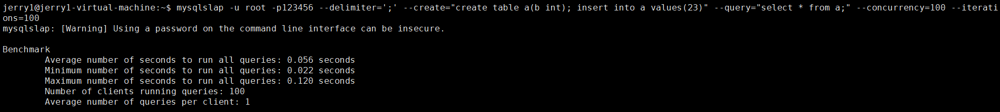 jerry1@jerry1-virtual-machine:~$ mysqlslap -u root -p123456 --delimiter=';' --create="create table a(b int); insert into a values(23)" --query="select * from a;" --concurrency=100 --iterati
ons=100
mysqlslap: [Warning] Using a password on the command line interface can be insecure.
Benchmark
Average number of seconds to run all queries: 0.056 seconds
Minimum number of seconds to run all queries: 0.022 seconds
Maximum number of seconds to run all queries: 0.120 seconds
Number of clients running queries: 100
Average number of queries per client: 1